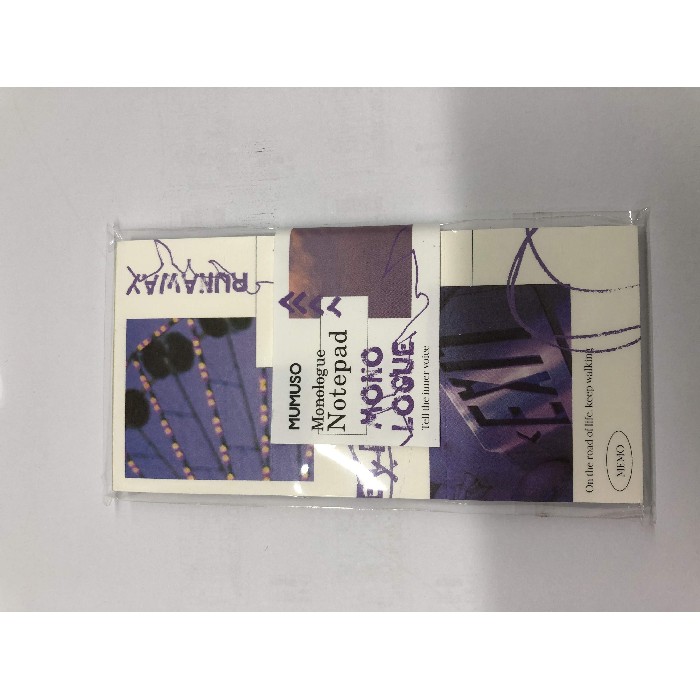 RUNAWAY
MUMUSO
Monologue
Notepad
MONO
LOGUE
Tell the inner voice
EXIT
On the road of life, keep walking
MEMO